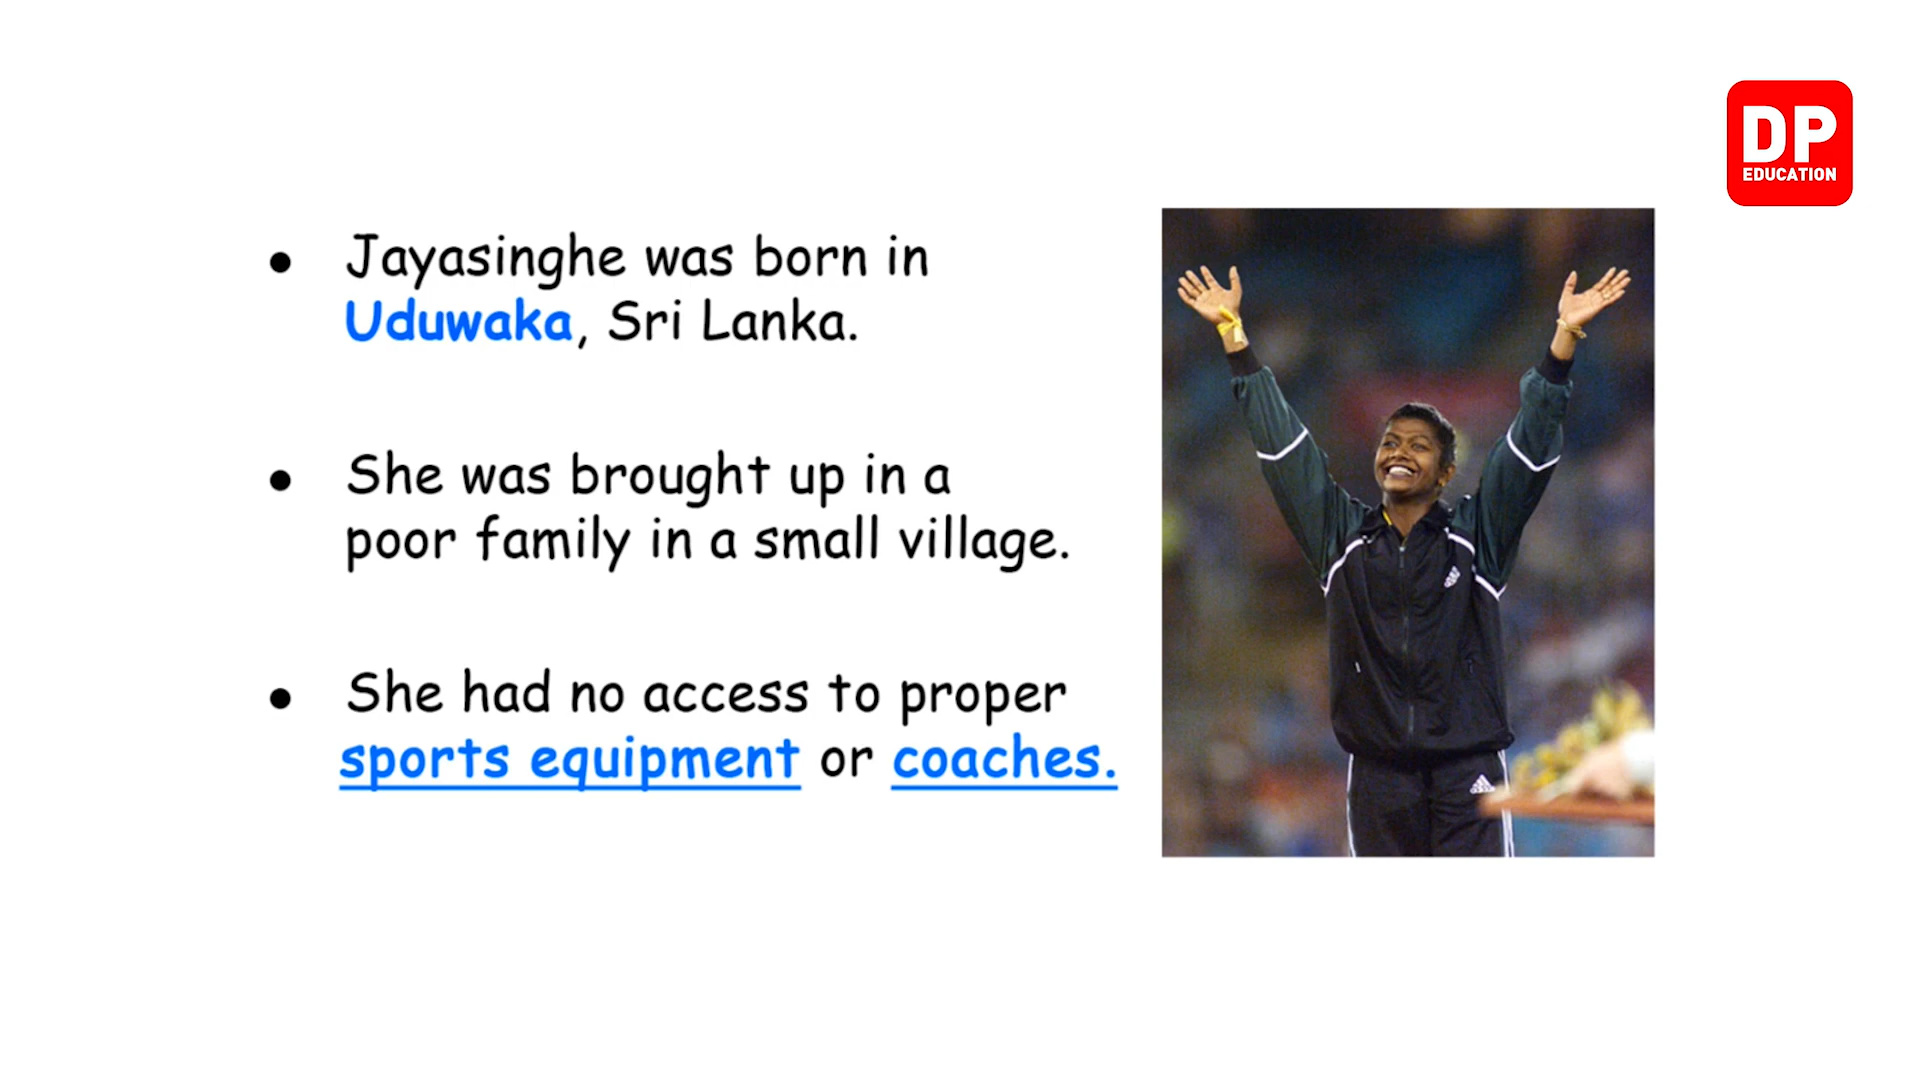 DP
EDUCATION
● Jayasinghe was born in
Uduwaka, Sri Lanka.
● She was brought up in a
poor family in a small village.
● She had no access to proper
sports equipment or coaches.